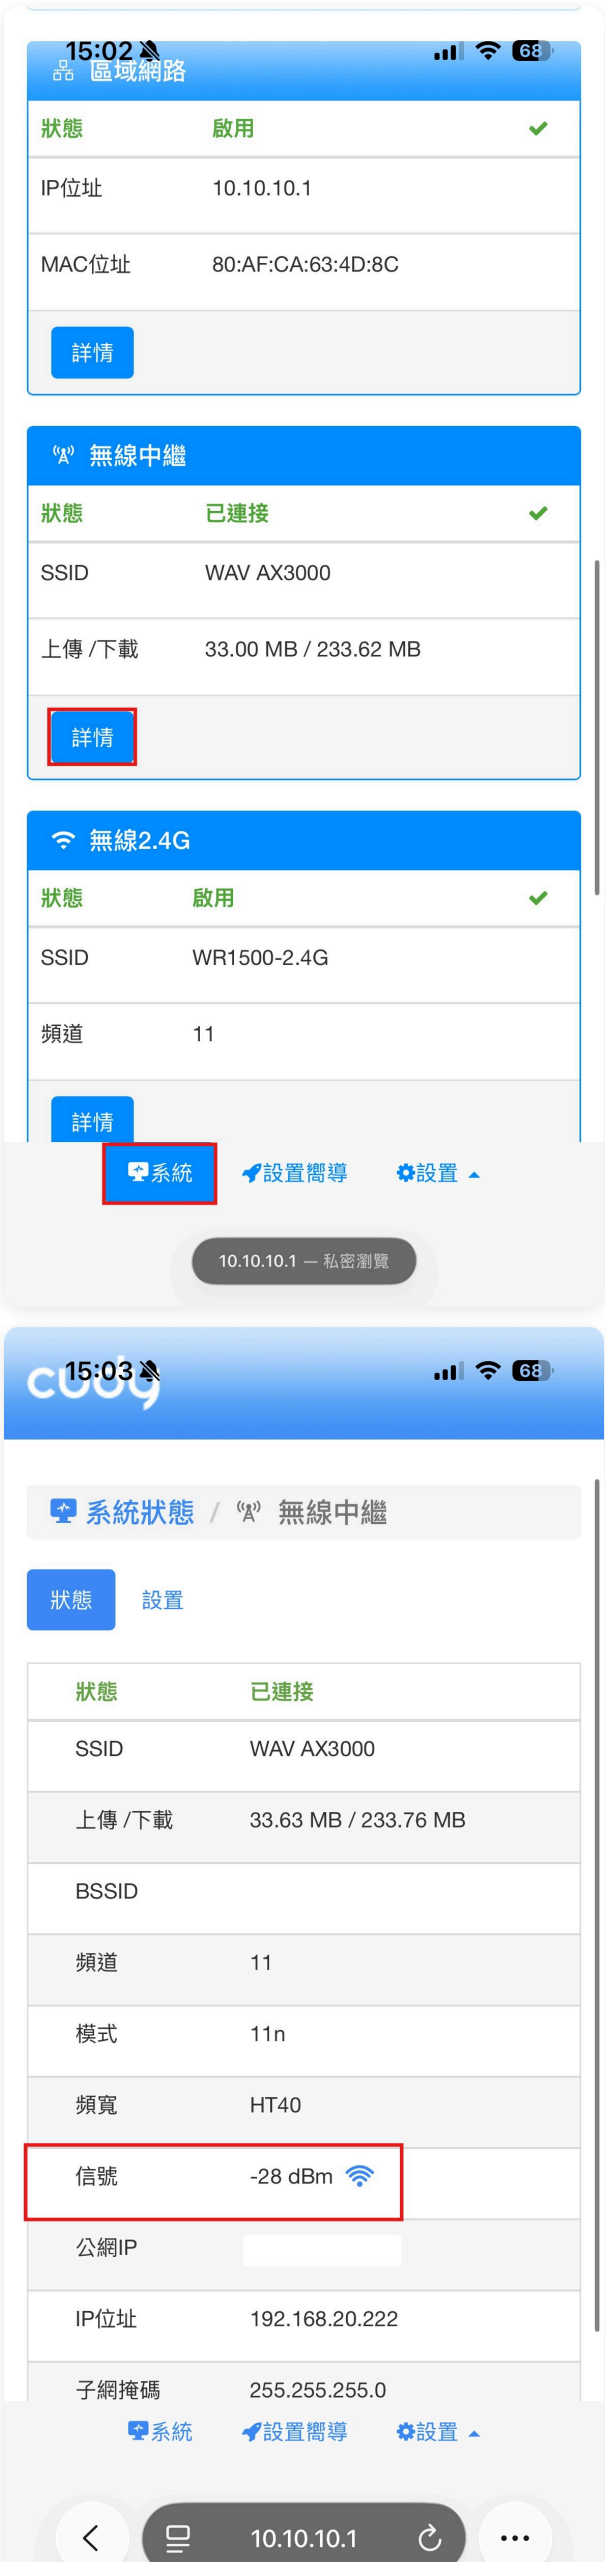 15:02
68
區域網路
狀態 啟用
IP位址 10.10.10.1
MAC位址 80:AF:CA:63:4D:8C
詳情
無線中繼
狀態 已連接
SSID WAV AX3000
上傳 /下載 33.00 MB / 233.62 MB
詳情
無線2.4G
狀態 啟用
SSID WR1500-2.4G
頻道 11
詳情
系統 設置嚮導 設置
10.10.10.1 — 私密瀏覽
15:03
68
cudy
系統狀態 / 無線中繼
狀態 設置
狀態 已連接
SSID WAV AX3000
上傳 /下載 33.63 MB / 233.76 MB
BSSID
頻道 11
模式 11n
頻寬 HT40
信號 -28 dBm
公網IP
IP位址 192.168.20.222
子網掩碼 255.255.255.0
系統 設置嚮導 設置
10.10.10.1